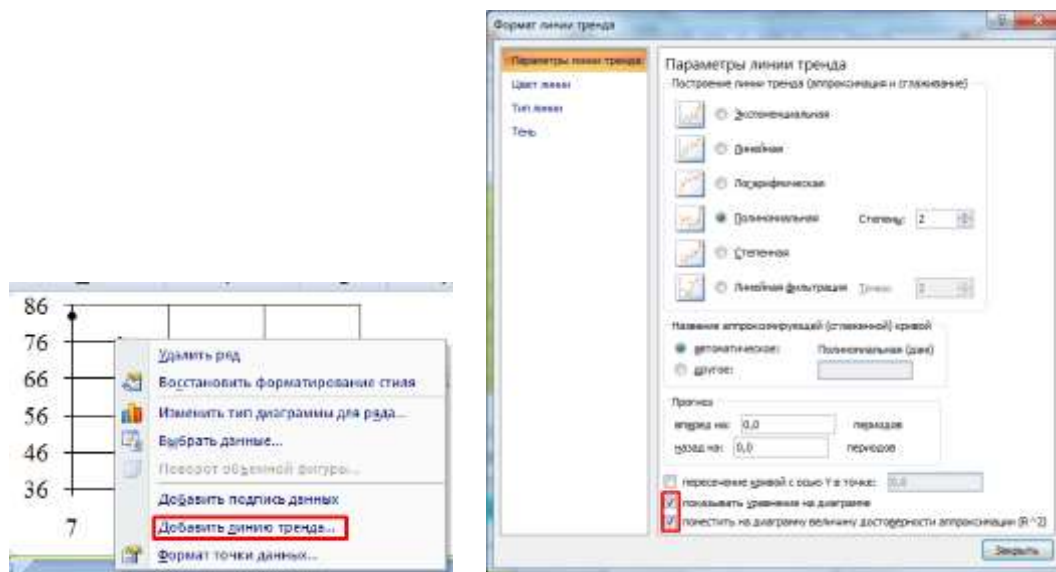 86
76
66
56
46
36
7
Удалить ряд
Восстановить форматирование стиля
Изменить тип диаграммы для ряда...
Выбрать данные...
Поворот объемной фигуры...
Добавить подпись данных
Добавить линию тренда...
Формат точки данных...
Формат линии тренда
Параметры линии тренда
Цвет линии
Тип линии
Тень
Параметры линии тренда
Построение линии тренда (аппроксимация и сглаживание)
Экспоненциальная
Линейная
Логарифмическая
Полиномиальная Степень: 2
Степенная
Линейная фильтрация Точки: 2
Название аппроксимирующей (сглаженной) кривой
автоматическое: Полиномиальная (дан)
другое:
Прогноз
вперед на: 0,0 периодов
назад на: 0,0 периодов
пересечение кривой с осью Y в точке: 0,0
показывать уравнение на диаграмме
поместить на диаграмму величину достоверности аппроксимации (R^2)
Закрыть